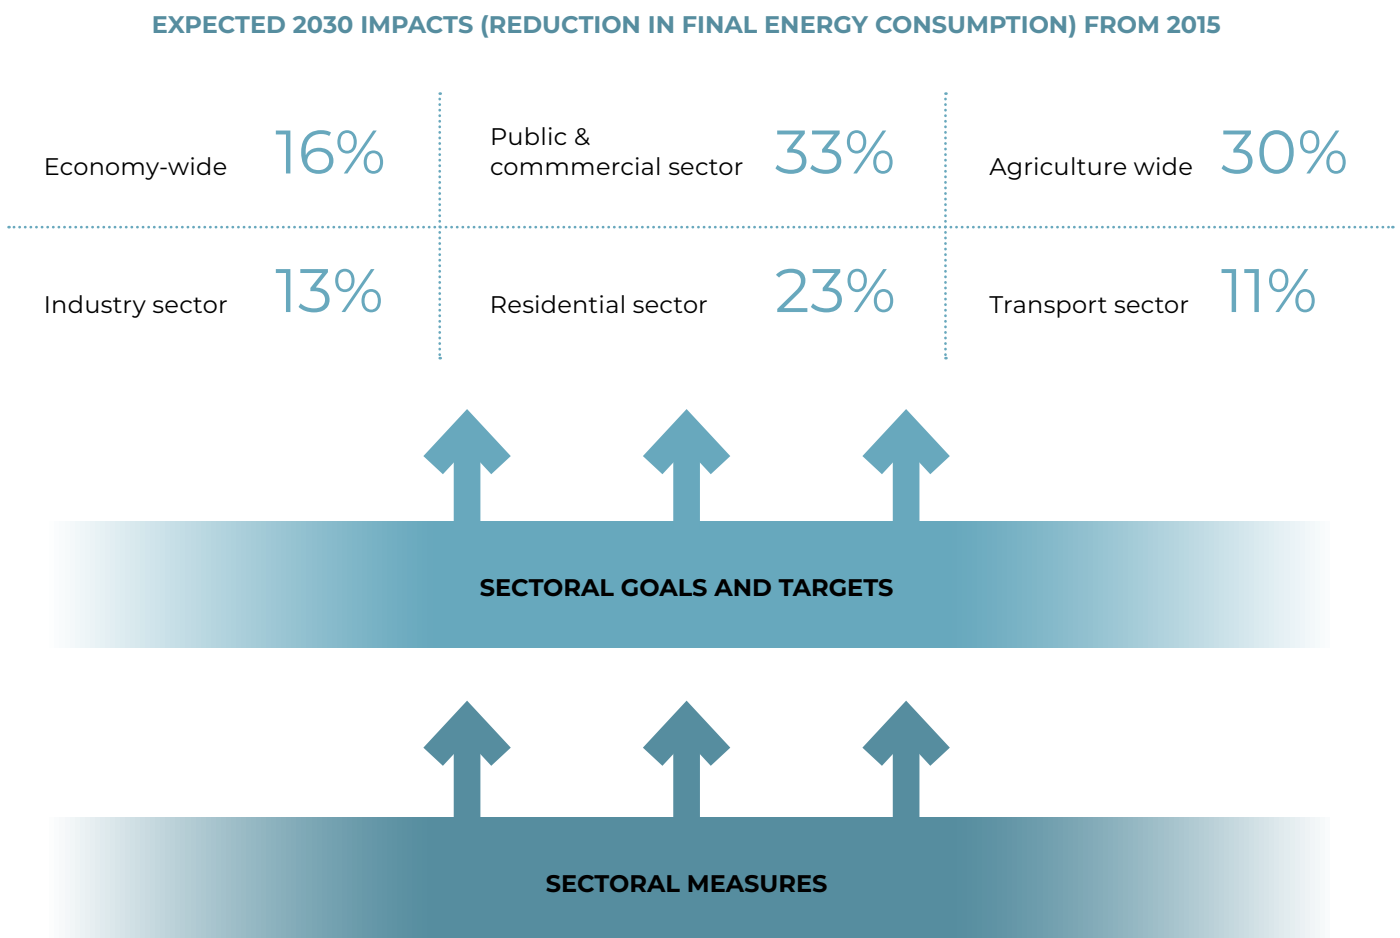 EXPECTED 2030 IMPACTS (REDUCTION IN FINAL ENERGY CONSUMPTION) FROM 2015
Economy-wide 16%
Public &
commmercial sector 33%
Agriculture wide 30%
Industry sector 13%
Residential sector 23%
Transport sector 11%
SECTORAL GOALS AND TARGETS
SECTORAL MEASURES